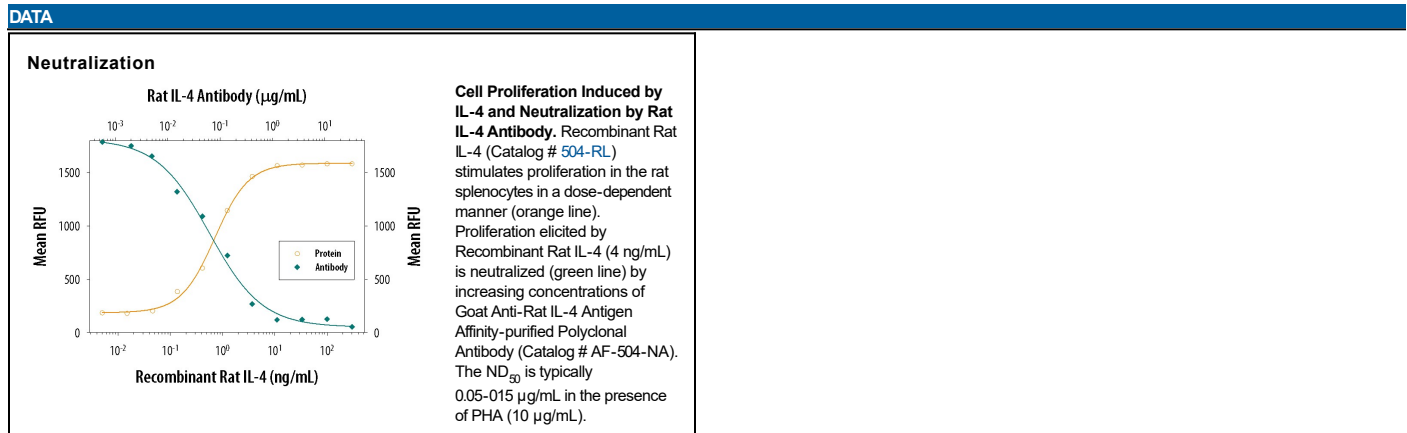 DATA
Neutralization
Rat IL-4 Antibody (µg/mL)
10-3 10-2 10-1 100 101
1500 1500
1000 1000
500 500
0 0
Mean RFU
Mean RFU
Protein
Antibody
10-2 10-1 100 101 102
Recombinant Rat IL-4 (ng/mL)
Cell Proliferation Induced by
IL-4 and Neutralization by Rat
IL-4 Antibody. Recombinant Rat
IL-4 (Catalog # 504-RL)
stimulates proliferation in the rat
splenocytes in a dose-dependent
manner (orange line).
Proliferation elicited by
Recombinant Rat IL-4 (4 ng/mL)
is neutralized (green line) by
increasing concentrations of
Goat Anti-Rat IL-4 Antigen
Affinity-purified Polyclonal
Antibody (Catalog # AF-504-NA).
The ND50 is typically
0.05-015 µg/mL in the presence
of PHA (10 µg/mL).